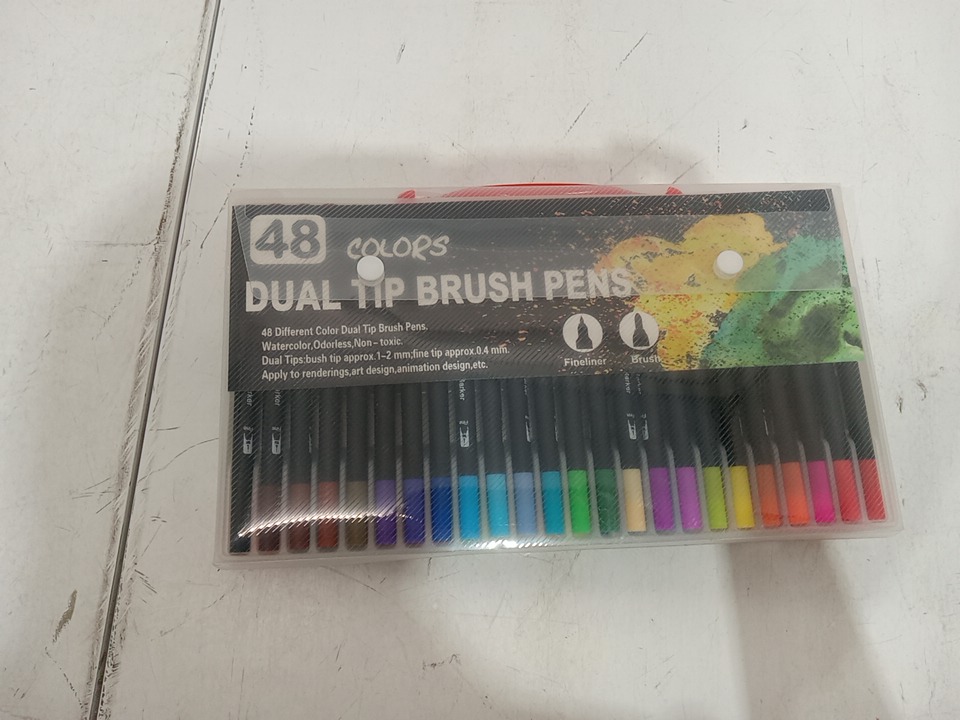 48 COLORS
DUAL TIP BRUSH PENS
48 Different Color Dual Tip Brush Pens.
Watercolor,Odorless,Non-toxic.
Dual Tips:bush tip approx.1-2 mm;fine tip approx.0.4 mm.
Apply to renderings,art design,animation design,etc.
Fineliner Brush